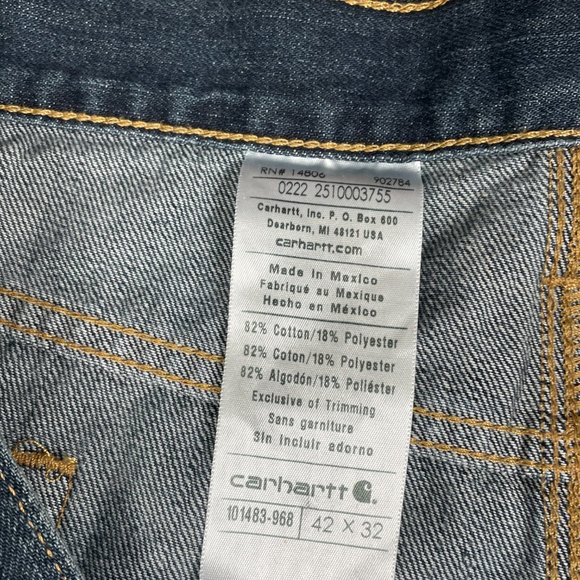 RN# 14806 902784
0222 2510003755
Carhartt, Inc. P. O. Box 600
Dearborn, MI 48121 USA
carhartt.com
Made in Mexico
Fabriqué au Mexique
Hecho en México
82% Cotton/18% Polyester
82% Coton/18% Polyester
82% Algodón/18% Poliéster
Exclusive of Trimming
Sans garniture
Sin incluir adorno
carhartt
101483-968 42 X 32